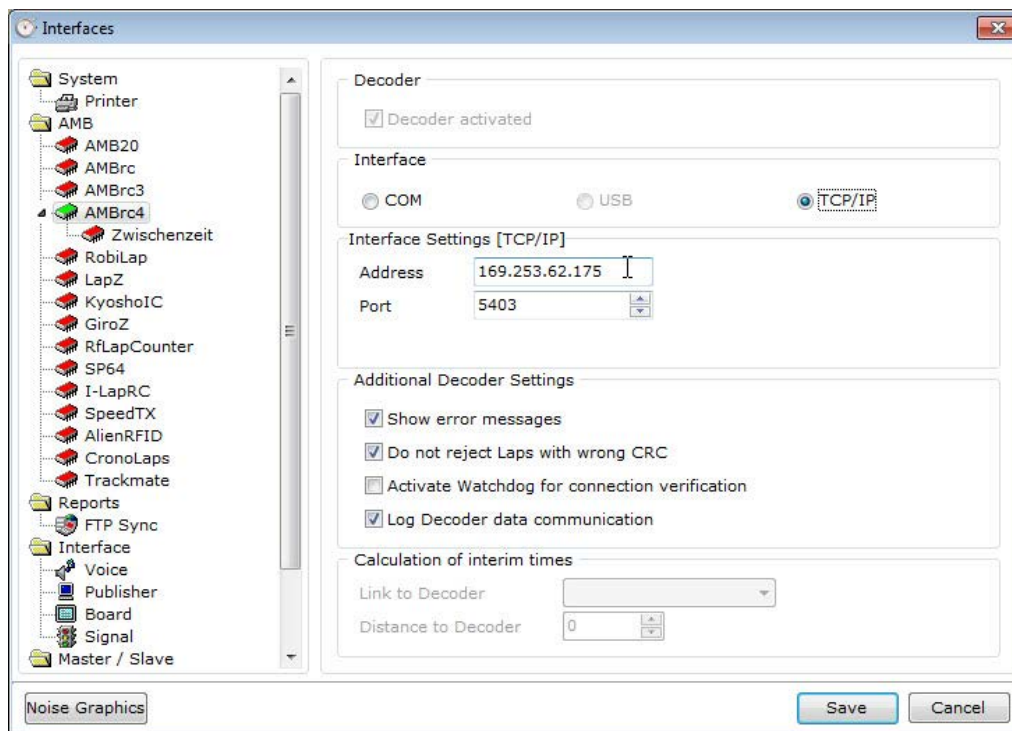 Interfaces
System
Printer
AMB
AMB20
AMBrc
AMBrc3
AMBrc4
Zwischenzeit
RobiLap
LapZ
KyoshoIC
GiroZ
RfLapCounter
SP64
I-LapRC
SpeedTX
AlienRFID
CronoLaps
Trackmate
Reports
FTP Sync
Interface
Voice
Publisher
Board
Signal
Master / Slave
Decoder
Decoder activated
Interface
COM USB TCP/IP
Interface Settings [TCP/IP]
Address 169.253.62.175
Port 5403
Additional Decoder Settings
Show error messages
Do not reject Laps with wrong CRC
Activate Watchdog for connection verification
Log Decoder data communication
Calculation of interim times
Link to Decoder
Distance to Decoder 0
Noise Graphics Save Cancel